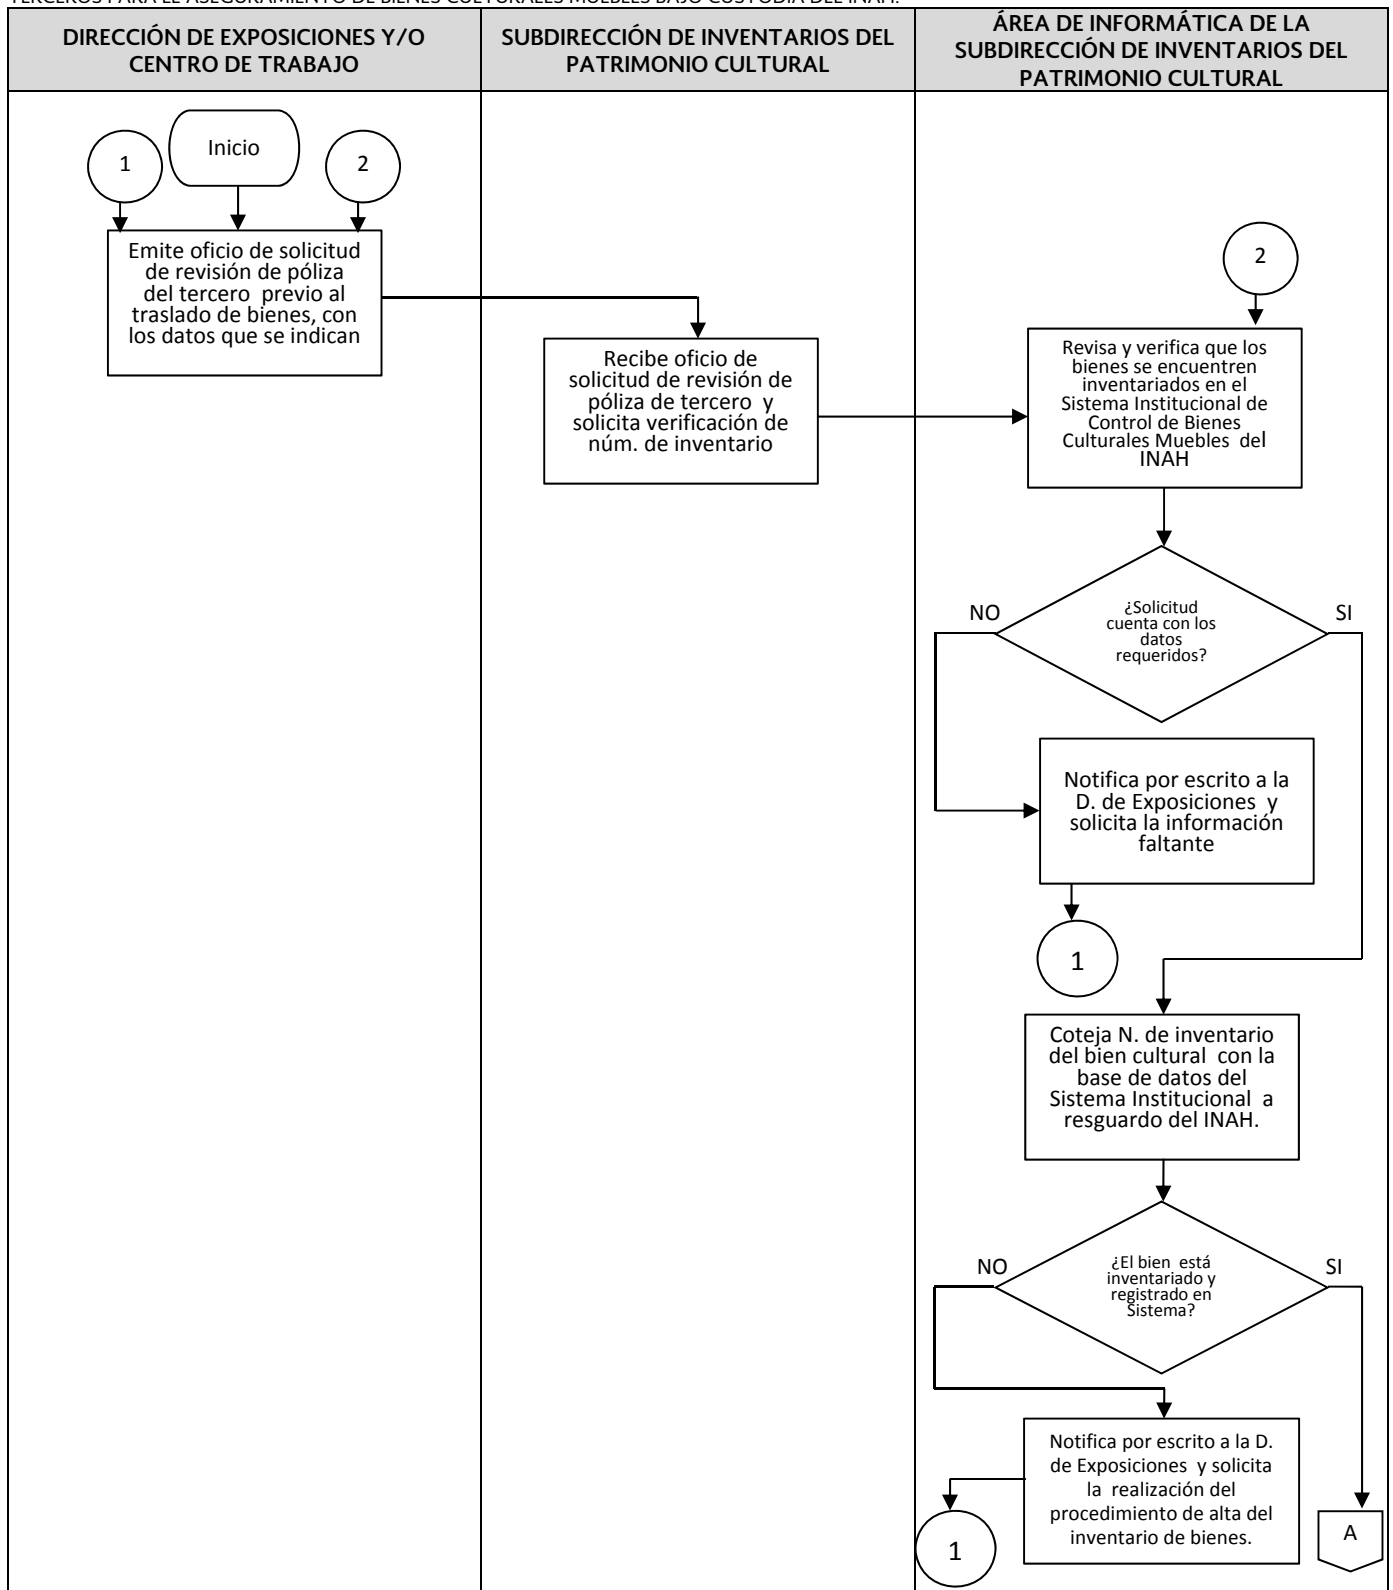 TERCEROS PARA EL ASEGURAMIENTO DE BIENES CULTURALES MUEBLES BAJO CUSTODIA DEL INAH.
DIRECCIÓN DE EXPOSICIONES Y/O
CENTRO DE TRABAJO
SUBDIRECCIÓN DE INVENTARIOS DEL
PATRIMONIO CULTURAL
ÁREA DE INFORMÁTICA DE LA
SUBDIRECCIÓN DE INVENTARIOS DEL
PATRIMONIO CULTURAL
1
Inicio
2
Emite oficio de solicitud
de revisión de póliza
del tercero previo al
traslado de bienes, con
los datos que se indican
Recibe oficio de
solicitud de revisión de
póliza de tercero y
solicita verificación de
núm. de inventario
2
Revisa y verifica que los
bienes se encuentren
inventariados en el
Sistema Institucional de
Control de Bienes
Culturales Muebles del
INAH
NO
¿Solicitud
cuenta con los
datos
requeridos?
SI
Notifica por escrito a la
D. de Exposiciones y
solicita la información
faltante
1
Coteja N. de inventario
del bien cultural con la
base de datos del
Sistema Institucional a
resguardo del INAH.
NO
¿El bien está
inventariado y
registrado en
Sistema?
SI
Notifica por escrito a la D.
de Exposiciones y solicita
la realización del
procedimiento de alta del
inventario de bienes.
1
A